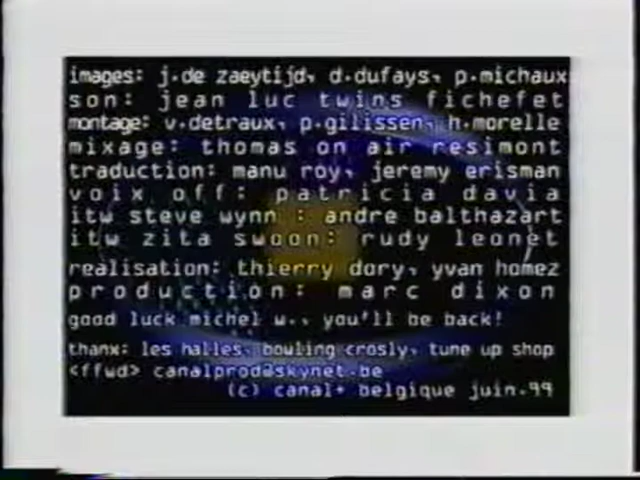 images: j.de zaeytijd, d.dufays, p.michaux
son: jean luc twins fichefet
montage: v.detraux, p.gilissen, h.morelle
mixage: thomas on air resimont
traduction: manu roy, jeremy erisman
voix off: patricia davia
itw steve wynn : andre balthazart
itw zita swoon: rudy leonet
realisation: thierry dory, yvan homez
production: marc dixon
good luck michel w., you'll be back!
thanx: les halles, bowling crosly, tune up shop
<ffwd> canalprod@skynet.be
(c) canal+ belgique juin.99